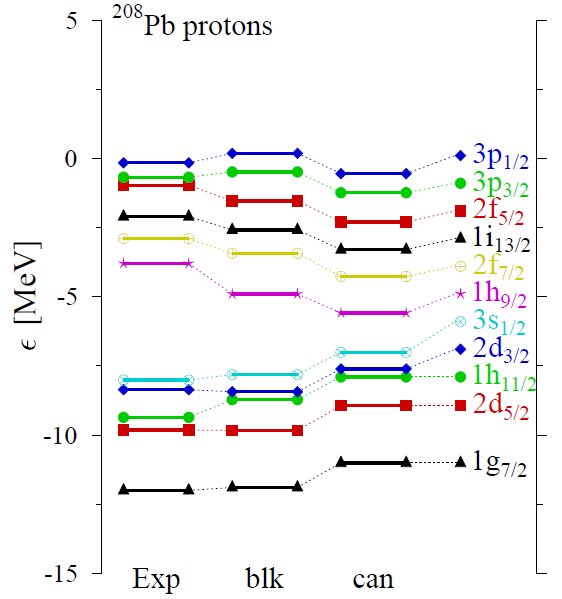 5
²⁰⁸Pb protons
0
3p₁/₂
3p₃/₂
2f₅/₂
1i₁₃/₂
2f₇/₂
ϵ [MeV]
-5
1h₉/₂
3s₁/₂
2d₃/₂
1h₁₁/₂
2d₅/₂
-10
1g₇/₂
-15
Exp blk can